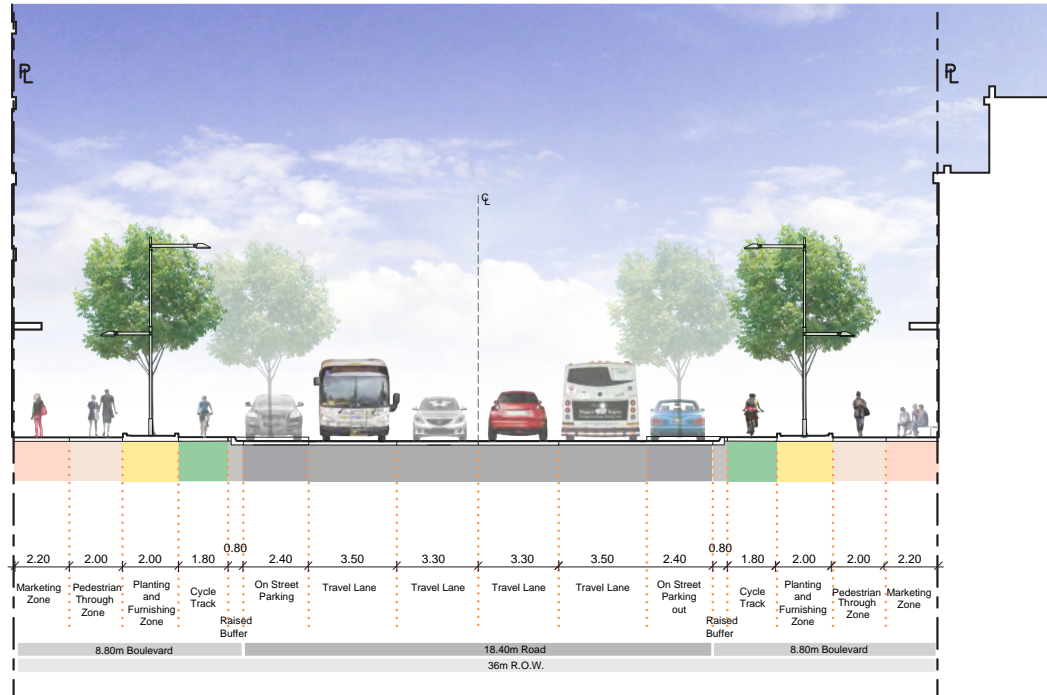 PL
PL
CL
2.20
2.00
2.00
1.80
0.80
2.40
3.50
3.30
3.30
3.50
2.40
0.80
1.80
2.00
2.00
2.20
Marketing
Zone
Pedestrian
Through
Zone
Planting
and
Furnishing
Zone
Cycle
Track
Raised
Buffer
On Street
Parking
Travel Lane
Travel Lane
Travel Lane
Travel Lane
On Street
Parking
out
Raised
Buffer
Cycle
Track
Planting
and
Furnishing
Zone
Pedestrian
Through
Zone
Marketing
Zone
8.80m Boulevard
18.40m Road
8.80m Boulevard
36m R.O.W.